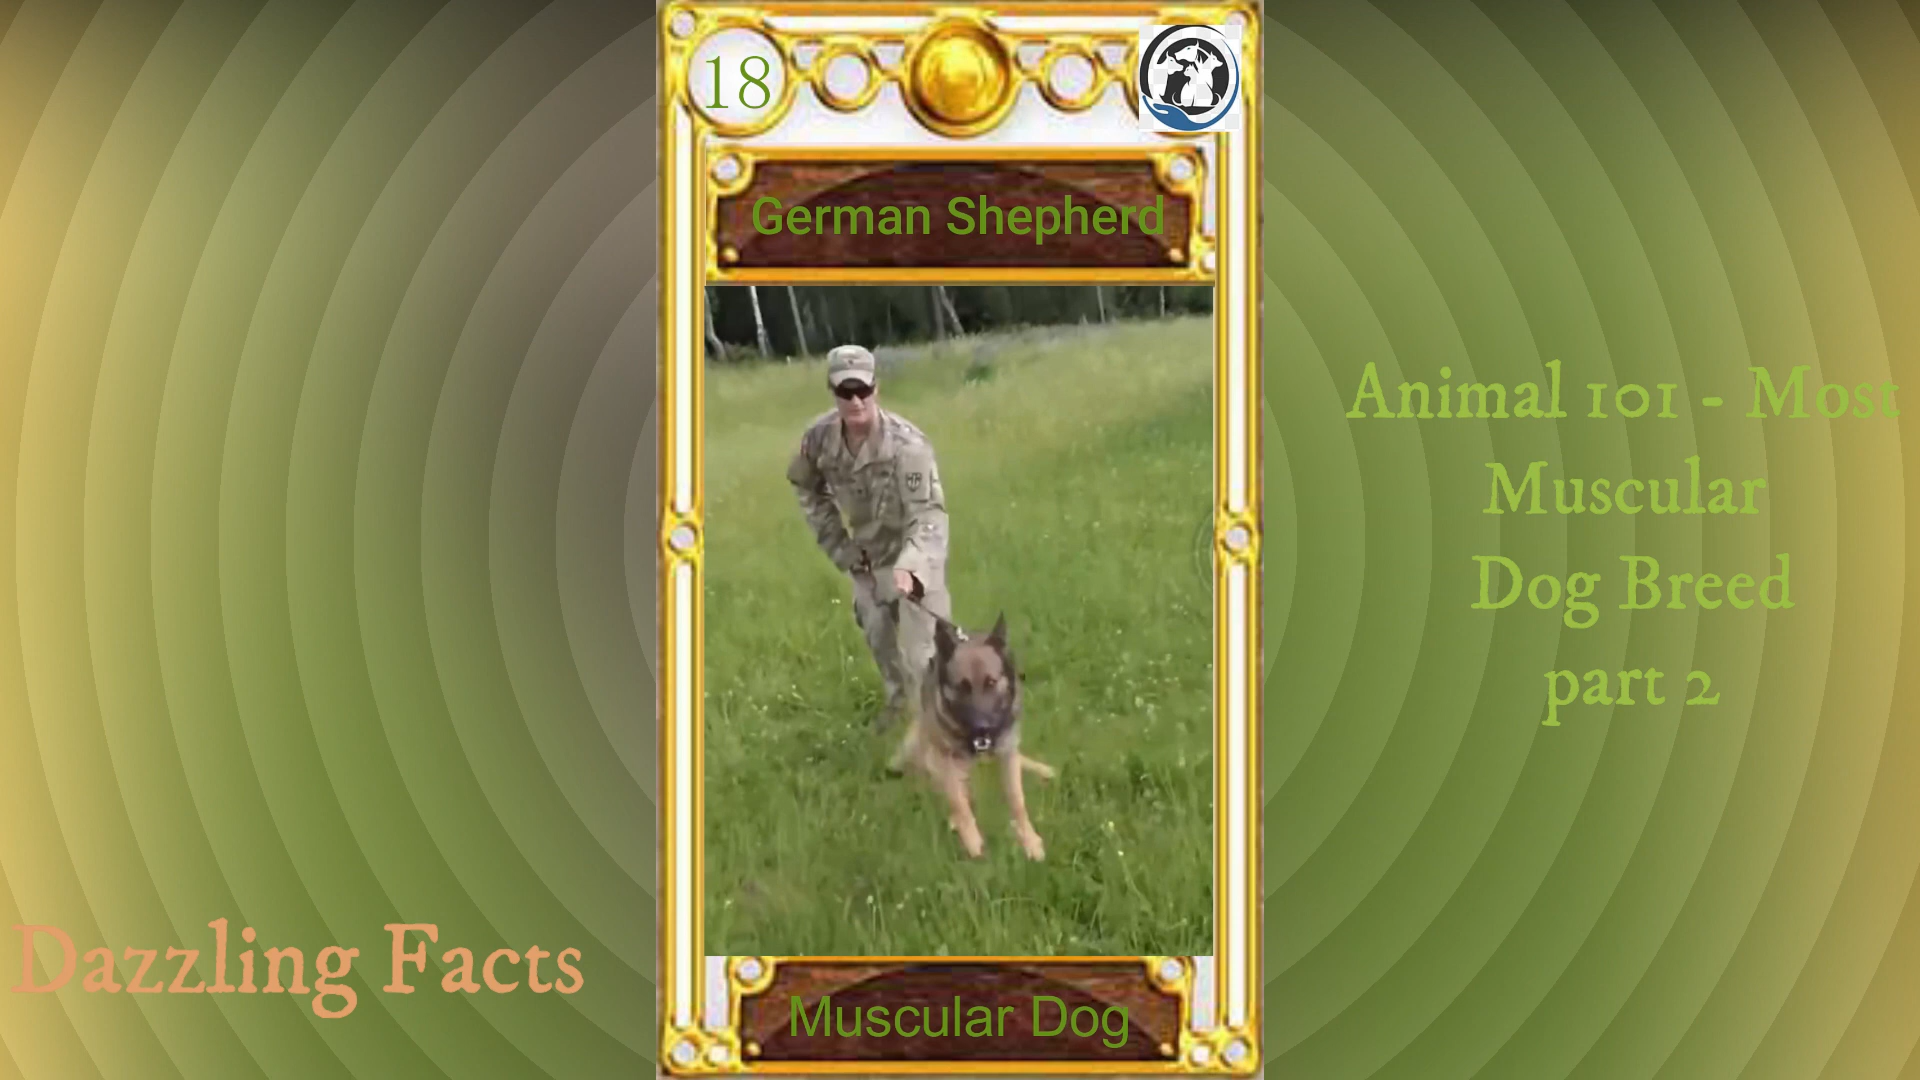 18
German Shepherd
Animal 101 - Most
Muscular
Dog Breed
part 2
Dazzling Facts
Muscular Dog